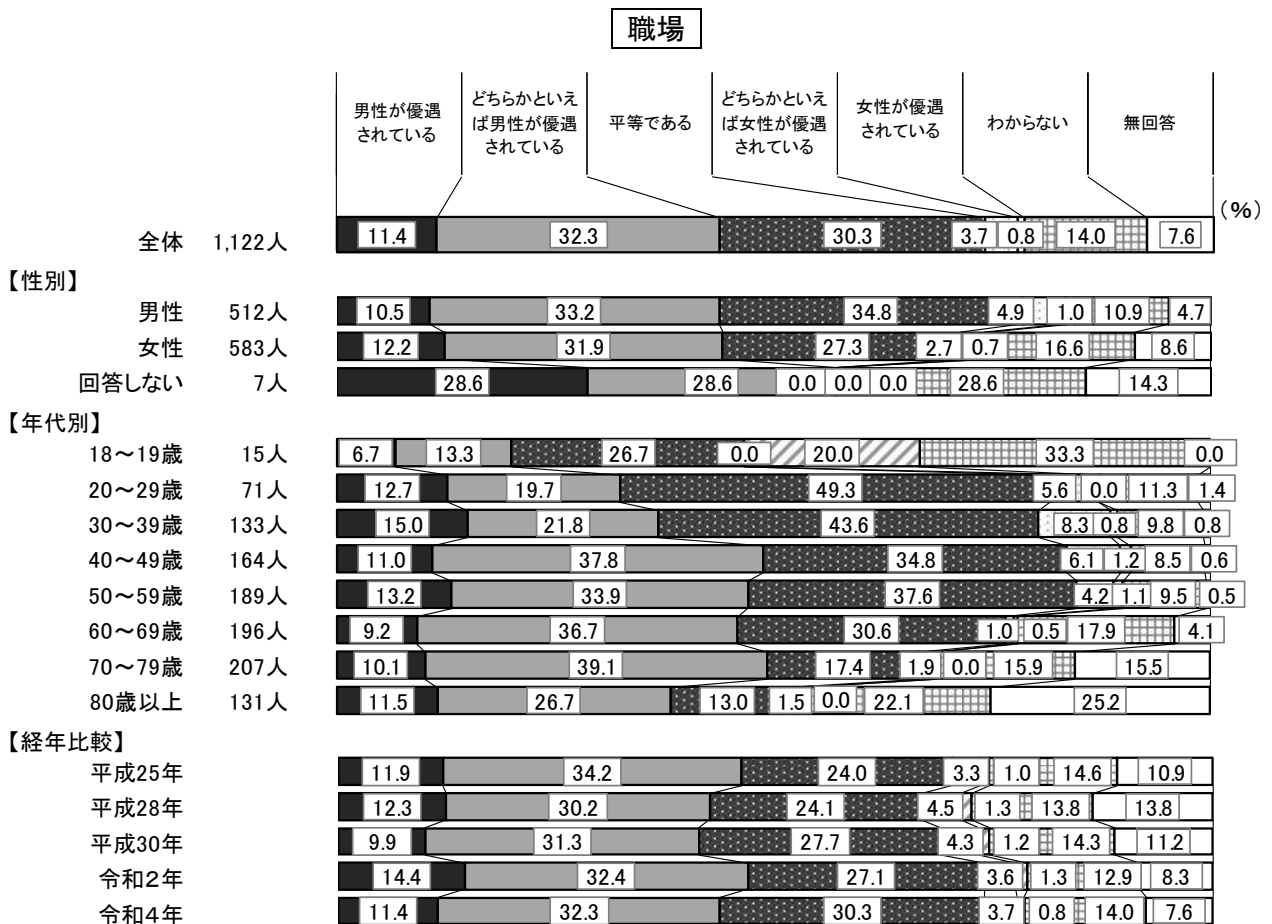 職場
男性が優遇
されている
どちらかといえ
ば男性が優遇
されている
平等である
どちらかといえ
ば女性が優遇
されている
女性が優遇
されている
わからない
無回答
(%)
全体 1,122人 11.4 32.3 30.3 3.7 0.8 14.0 7.6
【性別】
男性 512人 10.5 33.2 34.8 4.9 1.0 10.9 4.7
女性 583人 12.2 31.9 27.3 2.7 0.7 16.6 8.6
回答しない 7人 28.6 28.6 0.0 0.0 0.0 28.6 14.3
【年代別】
18~19歳 15人 6.7 13.3 26.7 0.0 20.0 33.3 0.0
20~29歳 71人 12.7 19.7 49.3 5.6 0.0 11.3 1.4
30~39歳 133人 15.0 21.8 43.6 8.3 0.8 9.8 0.8
40~49歳 164人 11.0 37.8 34.8 6.1 1.2 8.5 0.6
50~59歳 189人 13.2 33.9 37.6 4.2 1.1 9.5 0.5
60~69歳 196人 9.2 36.7 30.6 1.0 0.5 17.9 4.1
70~79歳 207人 10.1 39.1 17.4 1.9 0.0 15.9 15.5
80歳以上 131人 11.5 26.7 13.0 1.5 0.0 22.1 25.2
【経年比較】
平成25年 11.9 34.2 24.0 3.3 1.0 14.6 10.9
平成28年 12.3 30.2 24.1 4.5 1.3 13.8 13.8
平成30年 9.9 31.3 27.7 4.3 1.2 14.3 11.2
令和2年 14.4 32.4 27.1 3.6 1.3 12.9 8.3
令和4年 11.4 32.3 30.3 3.7 0.8 14.0 7.6